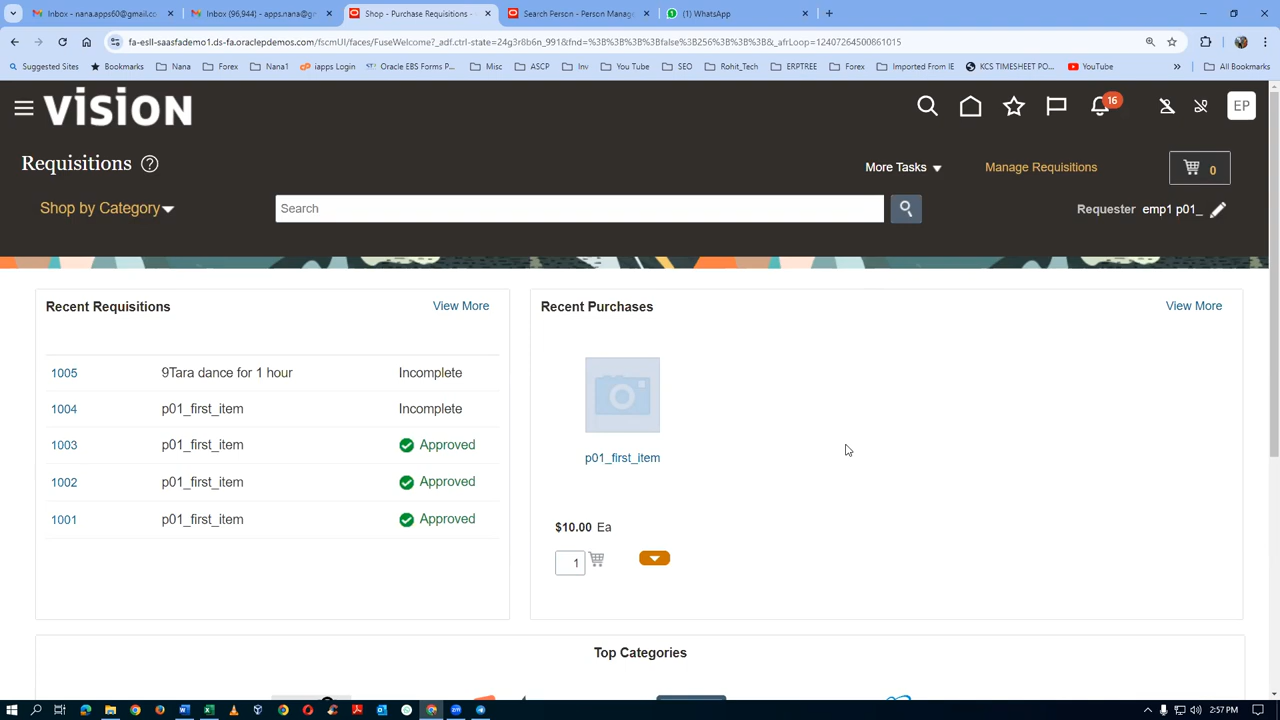 Inbox - nana.apps60@gmail.co
Inbox (96,944) - apps.nana@gr
Shop - Purchase Requisitions -
Search Person - Person Manag
(1) WhatsApp
fa-esll-saasfademo1.ds-fa.oraclepdemos.com/fscmUI/faces/FuseWelcome?_adf.ctrl-state=24g3r8b6n_991&fnd=%3B%3B%3B%3Bfalse%3B256%3B%3B%3B&_afrLoop=12407264500861015
Suggested Sites
Bookmarks
Nana
Forex
Nana1
iapps Login
Oracle EBS Forms P...
Misc
ASCP
Inv
You Tube
SEO
Rohit_Tech
ERPTREE
Forex
Imported From IE
KCS TIMESHEET PO...
YouTube
All Bookmarks
vision
16
EP
Requisitions
More Tasks
Manage Requisitions
0
Shop by Category
Search
Requester emp1 p01_
Recent Requisitions
View More
1005 9Tara dance for 1 hour Incomplete
1004 p01_first_item Incomplete
1003 p01_first_item Approved
1002 p01_first_item Approved
1001 p01_first_item Approved
Recent Purchases
View More
p01_first_item
$10.00 Ea
1
Top Categories
2:57 PM